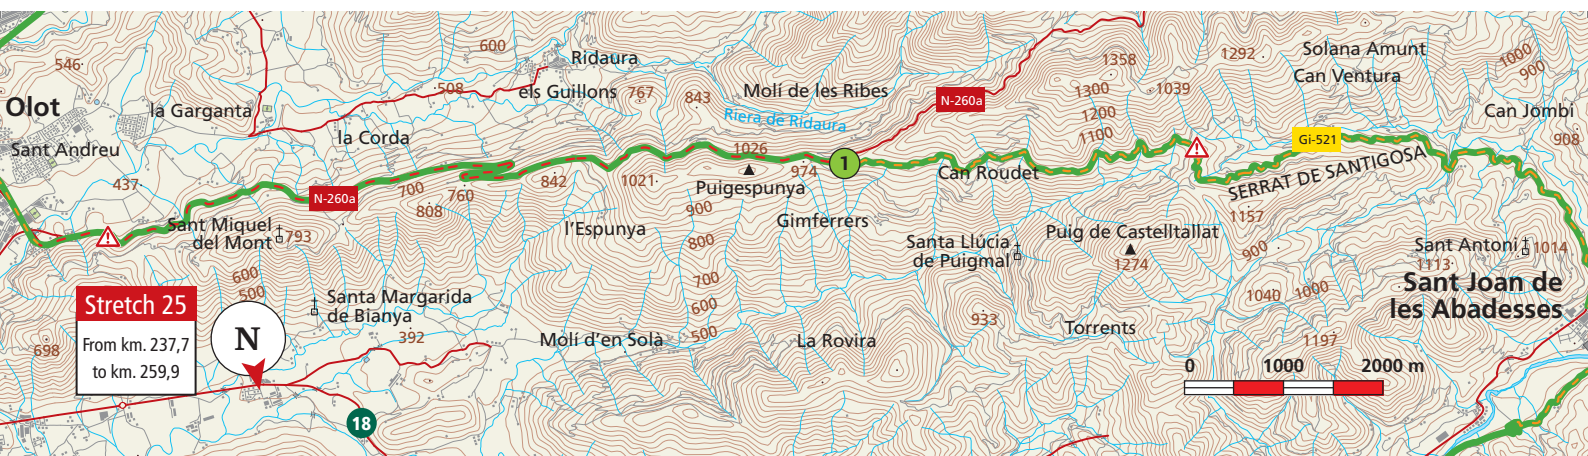 546
600
Ridaura
1358
1292
Solana Amunt
1000
900
Can Ventura
Olot
la Garganta
508
els Guillons
767
843
Molí de les Ribes
N-260a
1300
1039
1200
1100
Can Jombi
908
Riera de Ridaura
Sant Andreu
la Corda
1026
1
Gi-521
SERRAT DE SANTIGOSA
437
N-260a
700
760
808
842
1021
Puigespunya
974
Can Roudet
Sant Miquel
del Mont
793
l'Espunya
900
800
700
600
500
Gimferrers
Santa Llúcia
de Puigmal
Puig de Castelltallat
1274
1157
900
Sant Antoni
1014
1113
Sant Joan de
les Abadesses
600
500
Stretch 25
From km. 237,7
to km. 259,9
N
Santa Margarida
de Bianya
392
698
Molí d'en Solà
La Rovira
933
Torrents
1040
1000
1197
0 1000 2000 m
18